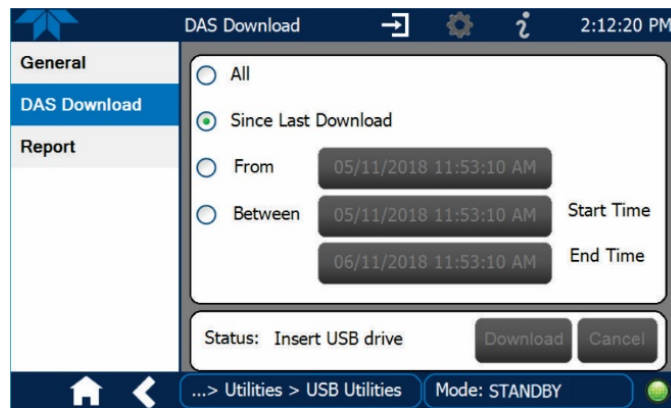 DAS Download
2:12:20 PM
General
DAS Download
Report
All
Since Last Download
From 05/11/2018 11:53:10 AM
Between 05/11/2018 11:53:10 AM Start Time
06/11/2018 11:53:10 AM End Time
Status: Insert USB drive Download Cancel
...> Utilities > USB Utilities Mode: STANDBY